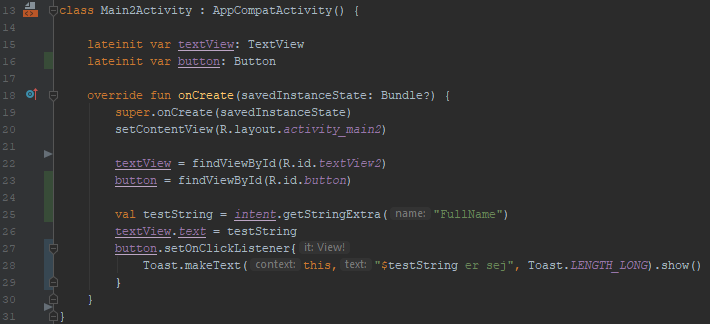 13 class Main2Activity : AppCompatActivity() {
14
15 lateinit var textView: TextView
16 lateinit var button: Button
17
18 override fun onCreate(savedInstanceState: Bundle?) {
19 super.onCreate(savedInstanceState)
20 setContentView(R.layout.activity_main2)
21
22 textView = findViewById(R.id.textView2)
23 button = findViewById(R.id.button)
24
25 val testString = intent.getStringExtra( name: "FullName")
26 textView.text = testString
27 button.setOnClickListener{ it: View!
28 Toast.makeText( context: this, text: "$testString er sej", Toast.LENGTH_LONG).show()
29 }
30 }
31 }